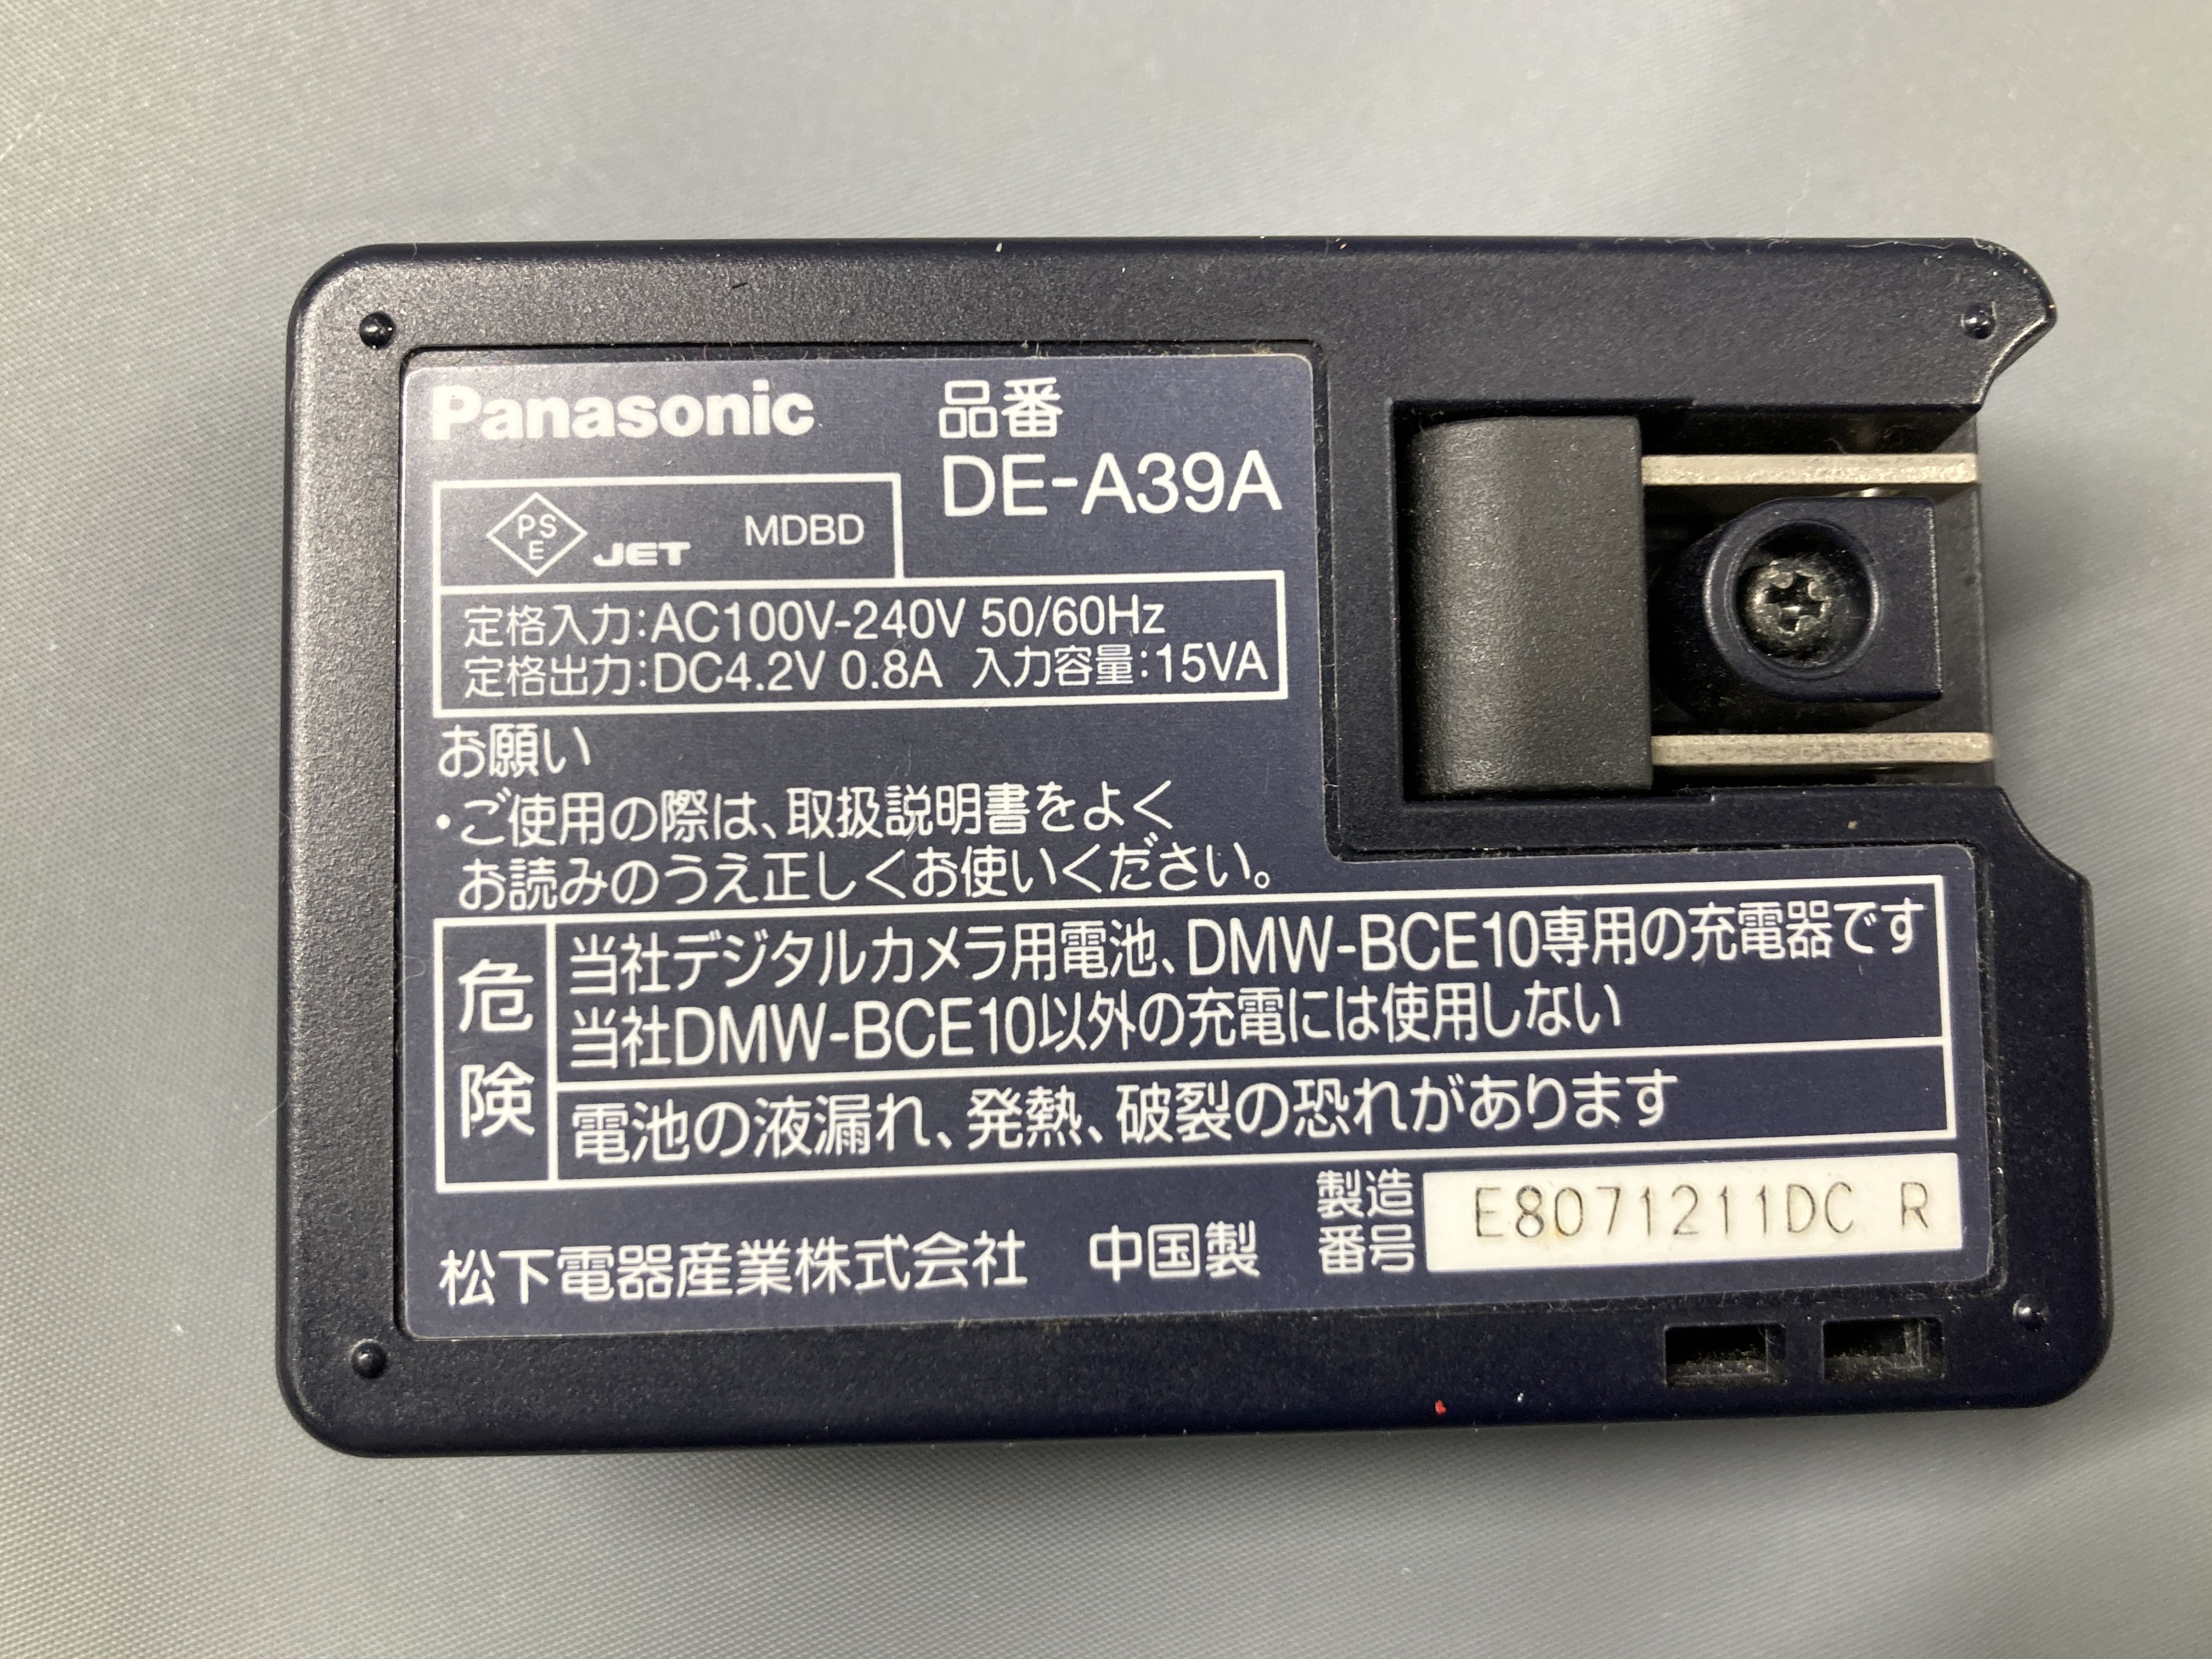 Panasonic
品番
DE-A39A
PSE JET MDBD
定格入力:AC100V-240V 50/60Hz
定格出力:DC4.2V 0.8A 入力容量:15VA
お願い
・ご使用の際は、取扱説明書をよく
お読みのうえ正しくお使いください。
危険
当社デジタルカメラ用電池、DMW-BCE10専用の充電器です
当社DMW-BCE10以外の充電には使用しない
電池の液漏れ、発熱、破裂の恐れがあります
松下電器産業株式会社 中国製
製造番号 E8071211DC R